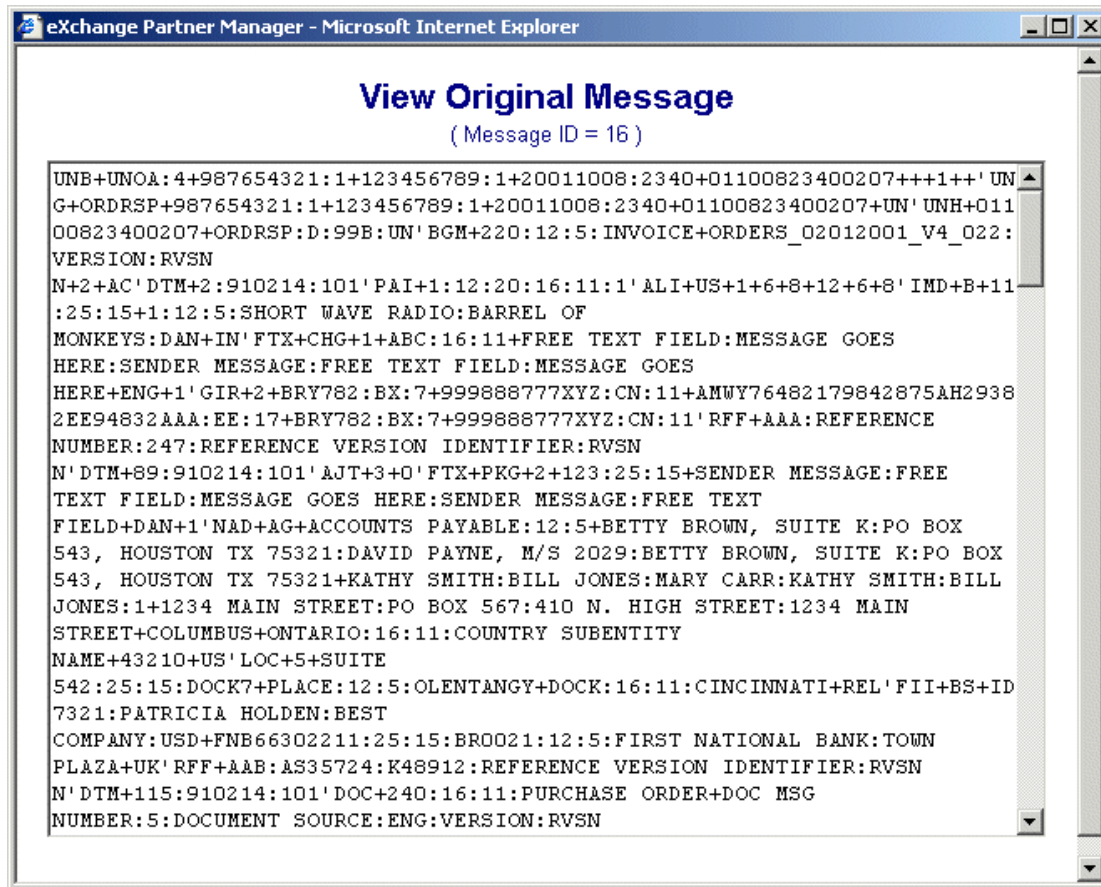 eXchange Partner Manager - Microsoft Internet Explorer
View Original Message
( Message ID = 16 )
UNB+UNOA:4+987654321:1+123456789:1+20011008:2340+01100823400207+++1++'UN
G+ORDRSP+987654321:1+123456789:1+20011008:2340+01100823400207+UN'UNH+011
00823400207+ORDRSP:D:99B:UN'BGM+220:12:5:INVOICE+ORDERS_02012001_V4_022:
VERSION:RVSN
N+2+AC'DTM+2:910214:101'PAI+1:12:20:16:11:1'ALI+US+1+6+8+12+6+8'IMD+B+11
:25:15+1:12:5:SHORT WAVE RADIO:BARREL OF
MONKEYS:DAN+IN'FTX+CHG+1+ABC:16:11+FREE TEXT FIELD:MESSAGE GOES
HERE:SENDER MESSAGE:FREE TEXT FIELD:MESSAGE GOES
HERE+ENG+1'GIR+2+BRY782:BX:7+999888777XYZ:CN:11+AMWY76482179842875AH2938
2EE94832AAA:EE:17+BRY782:BX:7+999888777XYZ:CN:11'RFF+AAA:REFERENCE
NUMBER:247:REFERENCE VERSION IDENTIFIER:RVSN
N'DTM+89:910214:101'AJT+3+0'FTX+PKG+2+123:25:15+SENDER MESSAGE:FREE
TEXT FIELD:MESSAGE GOES HERE:SENDER MESSAGE:FREE TEXT
FIELD+DAN+1'NAD+AG+ACCOUNTS PAYABLE:12:5+BETTY BROWN, SUITE K:PO BOX
543, HOUSTON TX 75321:DAVID PAYNE, M/S 2029:BETTY BROWN, SUITE K:PO BOX
543, HOUSTON TX 75321+KATHY SMITH:BILL JONES:MARY CARR:KATHY SMITH:BILL
JONES:1+1234 MAIN STREET:PO BOX 567:410 N. HIGH STREET:1234 MAIN
STREET+COLUMBUS+ONTARIO:16:11:COUNTRY SUBENTITY
NAME+43210+US'LOC+5+SUITE
542:25:15:DOCK7+PLACE:12:5:OLENTANGY+DOCK:16:11:CINCINNATI+REL'FII+BS+ID
7321:PATRICIA HOLDEN:BEST
COMPANY:USD+FNB66302211:25:15:BR0021:12:5:FIRST NATIONAL BANK:TOWN
PLAZA+UK'RFF+AAB:AS35724:K48912:REFERENCE VERSION IDENTIFIER:RVSN
N'DTM+115:910214:101'DOC+240:16:11:PURCHASE ORDER+DOC MSG
NUMBER:5:DOCUMENT SOURCE:ENG:VERSION:RVSN